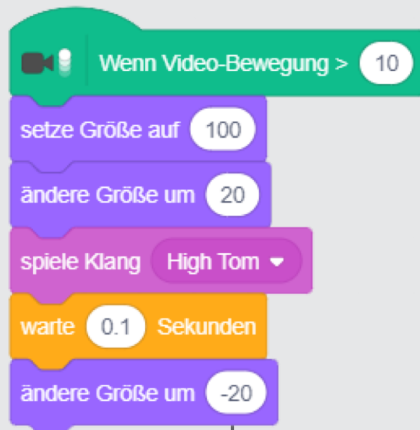 Wenn Video-Bewegung > 10
setze Größe auf 100
ändere Größe um 20
spiele Klang High Tom
warte 0.1 Sekunden
ändere Größe um -20